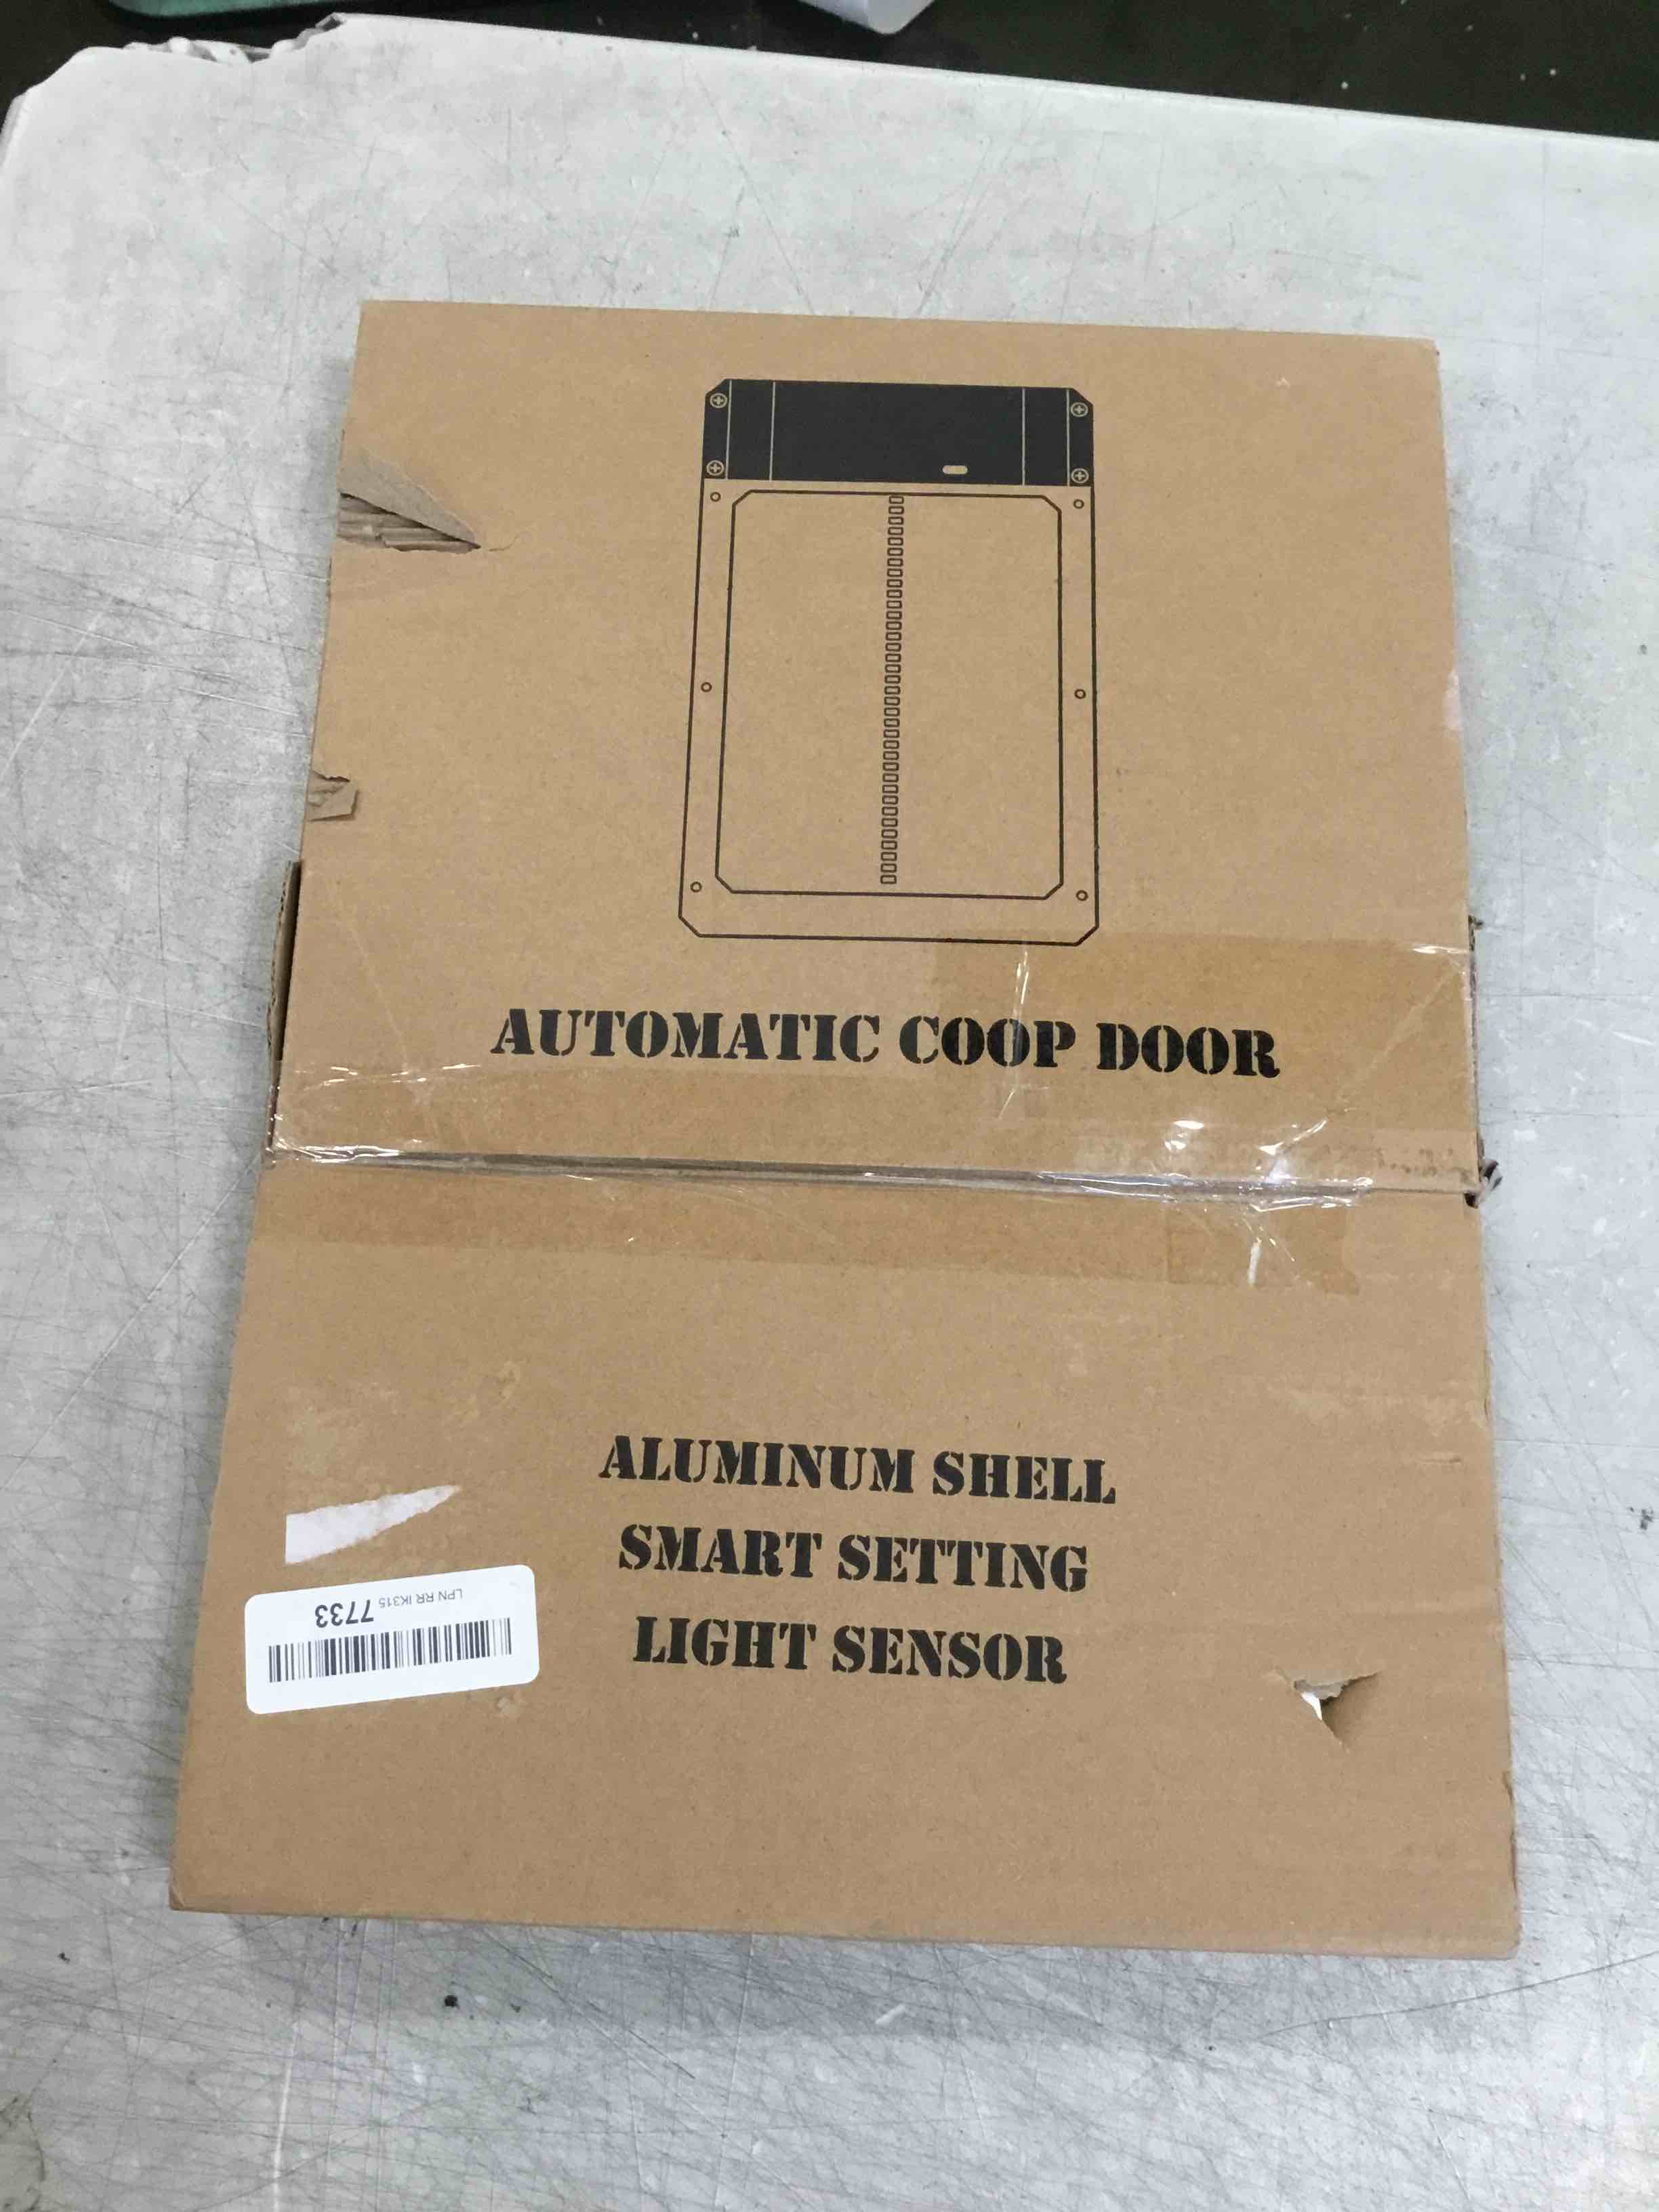 AUTOMATIC COOP DOOR
ALUMINUM SHELL
SMART SETTING
LIGHT SENSOR
LPN RR IK315 7733